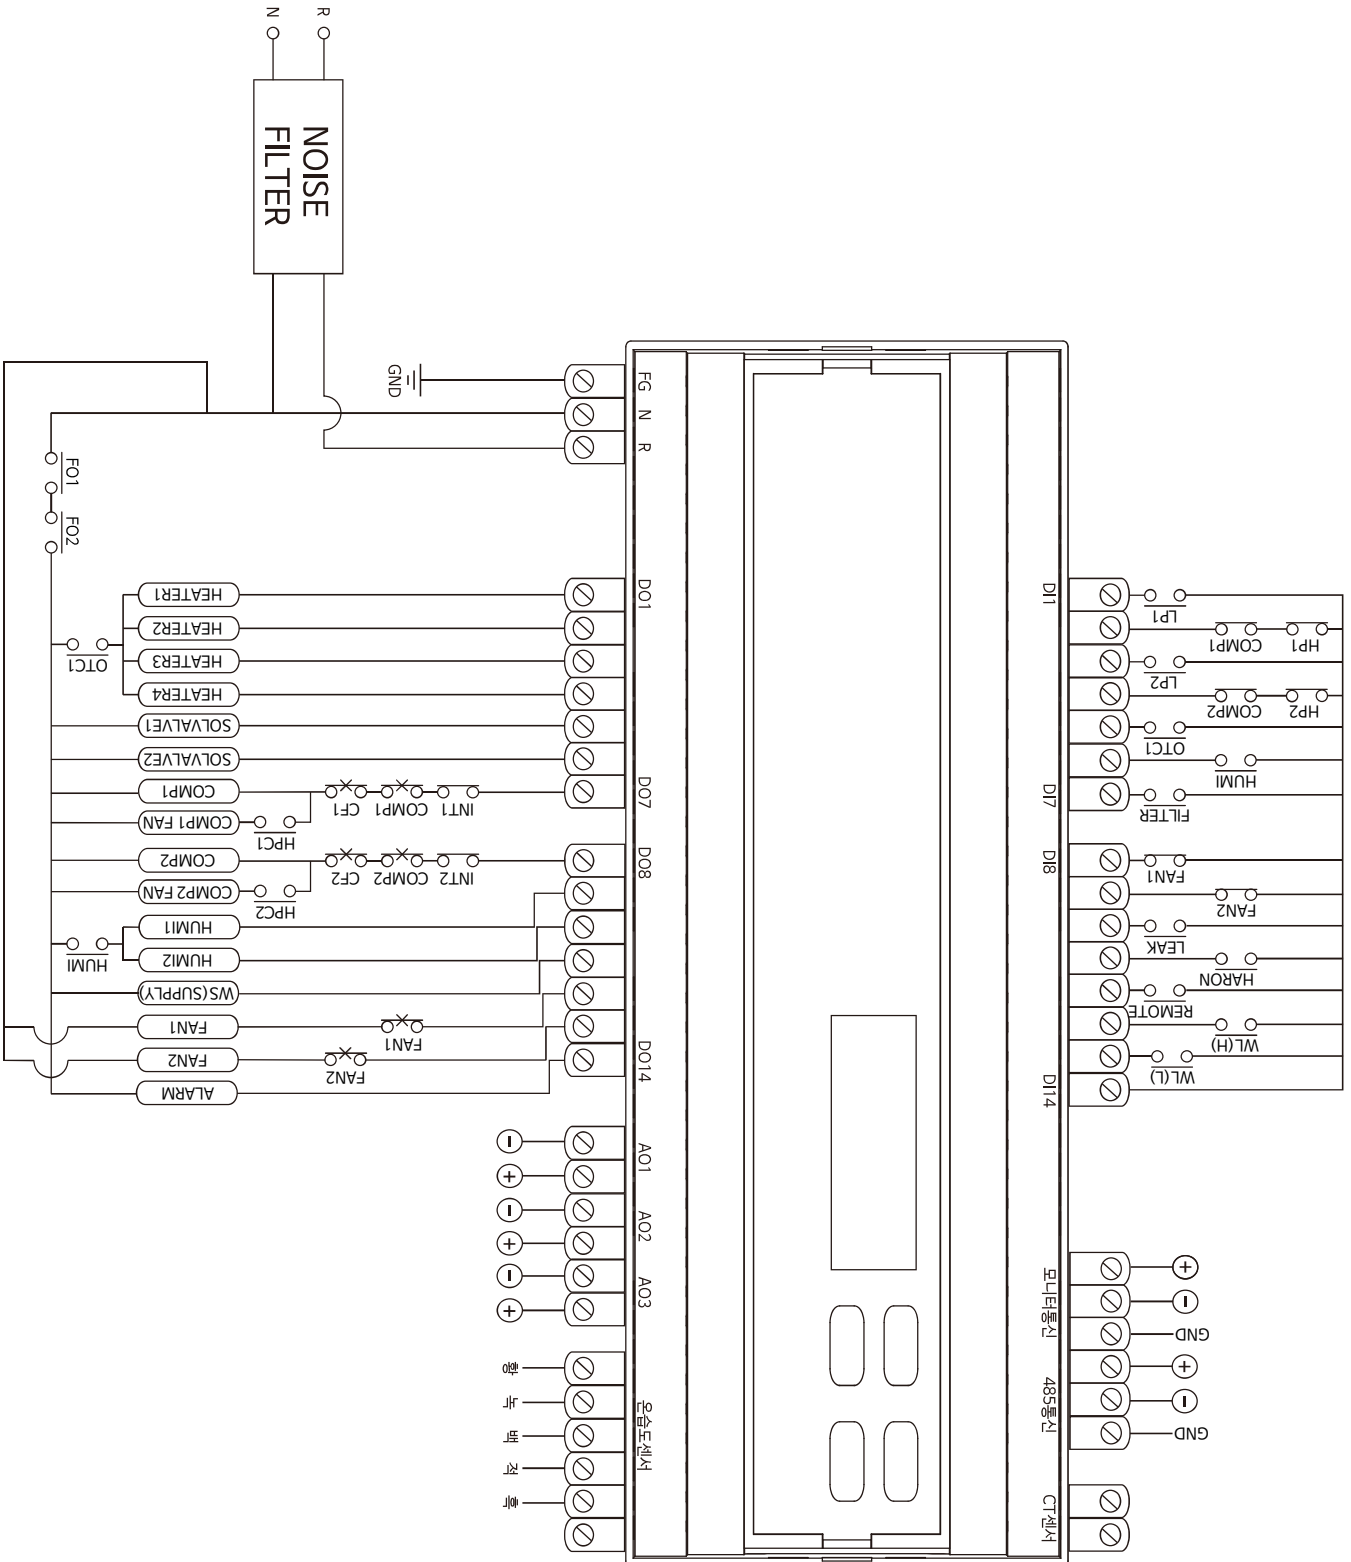 N
R
NOISE
FILTER
GND
FG
N
R
FO1
FO2
HEATER1
HEATER2
HEATER3
HEATER4
OTC1
SOLVALVE1
SOLVALVE2
COMP1
COMP1 FAN
HPC1
CF1
COMP1
INT1
COMP2
COMP2 FAN
HPC2
CF2
COMP2
INT2
HUMI1
HUMI2
HUMI
WS(SUPPLY)
FAN1
FAN1
FAN2
FAN2
ALARM
DO1
DO7
DO8
DO14
AO1
AO2
AO3
-
+
-
+
-
+
황
녹
백
적
흑
온습도센서
DI1
DI7
DI8
DI14
LP1
COMP1
HP1
LP2
COMP2
HP2
OTC1
HUMI
FILTER
FAN1
FAN2
LEAK
HARON
REMOTE
WL(H)
WL(L)
모니터통신
+
-
GND
485통신
+
-
GND
CT센서